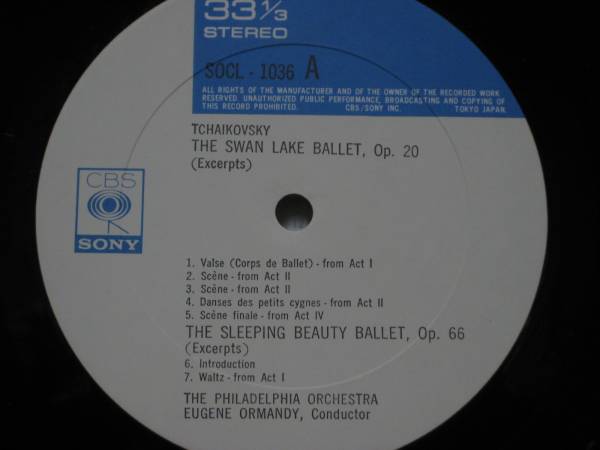 33 1/3
STEREO
SOCL - 1036 A
ALL RIGHTS OF THE MANUFACTURER AND OF THE OWNER OF THE RECORDED WORK
RESERVED. UNAUTHORIZED PUBLIC PERFORMANCE, BROADCASTING AND COPYING OF
THIS RECORD PROHIBITED. CBS/SONY INC. TOKYO JAPAN
TCHAIKOVSKY
THE SWAN LAKE BALLET, Op. 20
(Excerpts)
CBS
SONY
1. Valse (Corps de Ballet) - from Act I
2. Scène - from Act II
3. Scène - from Act II
4. Danses des petits cygnes - from Act II
5. Scène finale - from Act IV
THE SLEEPING BEAUTY BALLET, Op. 66
(Excerpts)
6. Introduction
7. Waltz - from Act I
THE PHILADELPHIA ORCHESTRA
EUGENE ORMANDY, Conductor